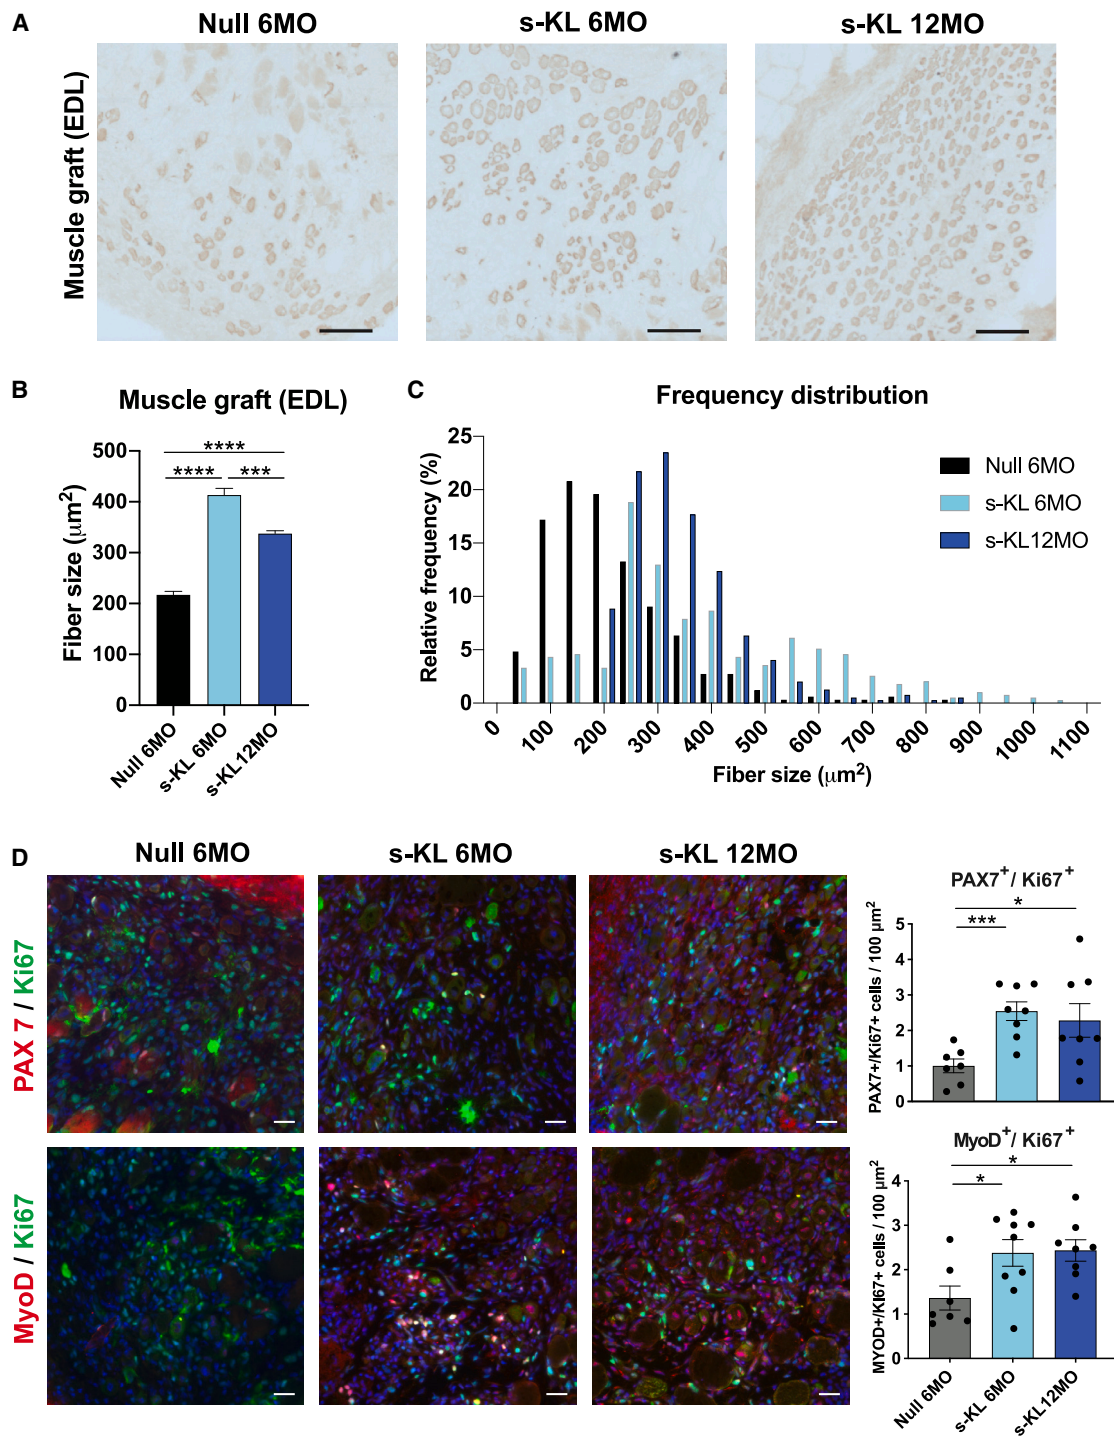 A
Null 6MO
s-KL 6MO
s-KL 12MO
Muscle graft (EDL)
B
Muscle graft (EDL)
Fiber size (μm²)
500
400
300
200
100
0
****
****
***
Null 6MO
s-KL 6MO
s-KL12MO
C
Frequency distribution
Relative frequency (%)
25
20
15
10
5
0
Null 6MO
s-KL 6MO
s-KL12MO
0
100
200
300
400
500
600
700
800
900
1000
1100
Fiber size (μm²)
D
Null 6MO
s-KL 6MO
s-KL 12MO
PAX 7 / Ki67
MyoD / Ki67
PAX7⁺/ Ki67⁺
PAX7+/Ki67+ cells / 100 μm²
5
4
3
2
1
0
*
***
MyoD⁺/ Ki67⁺
MYOD+/KI67+ cells / 100 μm²
4
3
2
1
0
*
*
Null 6MO
s-KL 6MO
s-KL12MO